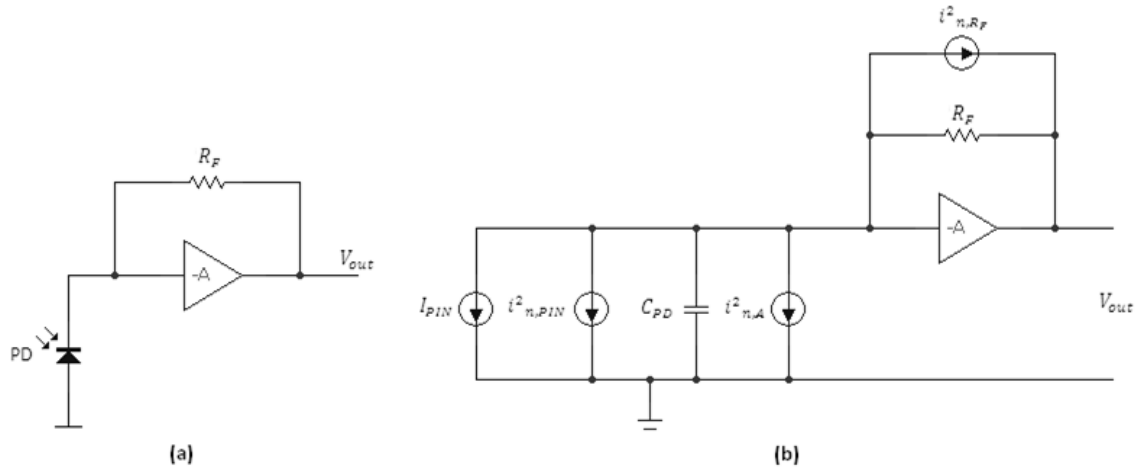 R_F
-A
V_out
PD
(a)
i²_n,R_F
R_F
-A
I_PIN
i²_n,PIN
C_PD
i²_n,A
V_out
(b)